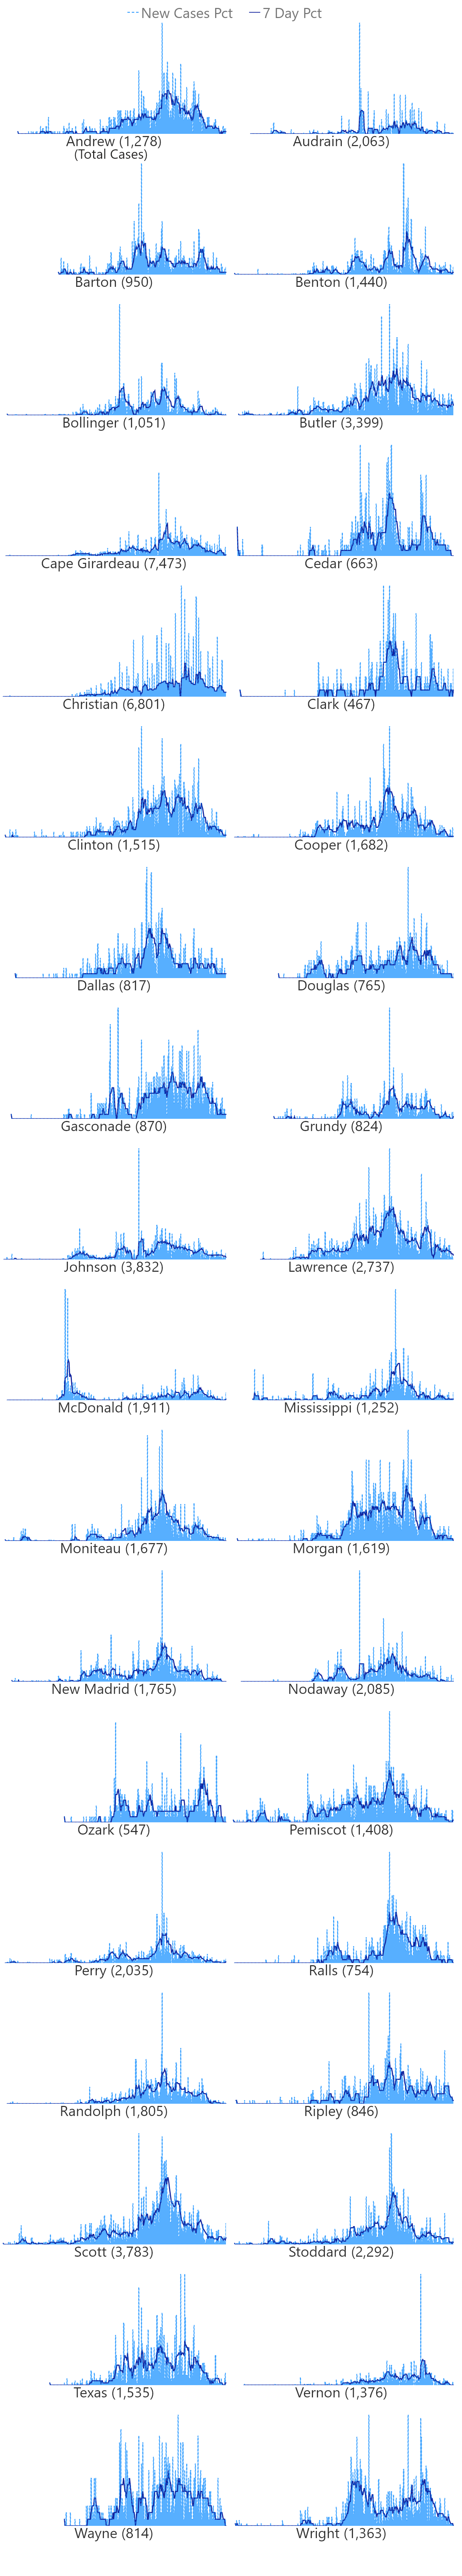 New Cases Pct 7 Day Pct
Andrew (1,278) Audrain (2,063)
(Total Cases)
Barton (950) Benton (1,440)
Bollinger (1,051) Butler (3,399)
Cape Girardeau (7,473) Cedar (663)
Christian (6,801) Clark (467)
Clinton (1,515) Cooper (1,682)
Dallas (817) Douglas (765)
Gasconade (870) Grundy (824)
Johnson (3,832) Lawrence (2,737)
McDonald (1,911) Mississippi (1,252)
Moniteau (1,677) Morgan (1,619)
New Madrid (1,765) Nodaway (2,085)
Ozark (547) Pemiscot (1,408)
Perry (2,035) Ralls (754)
Randolph (1,805) Ripley (846)
Scott (3,783) Stoddard (2,292)
Texas (1,535) Vernon (1,376)
Wayne (814) Wright (1,363)